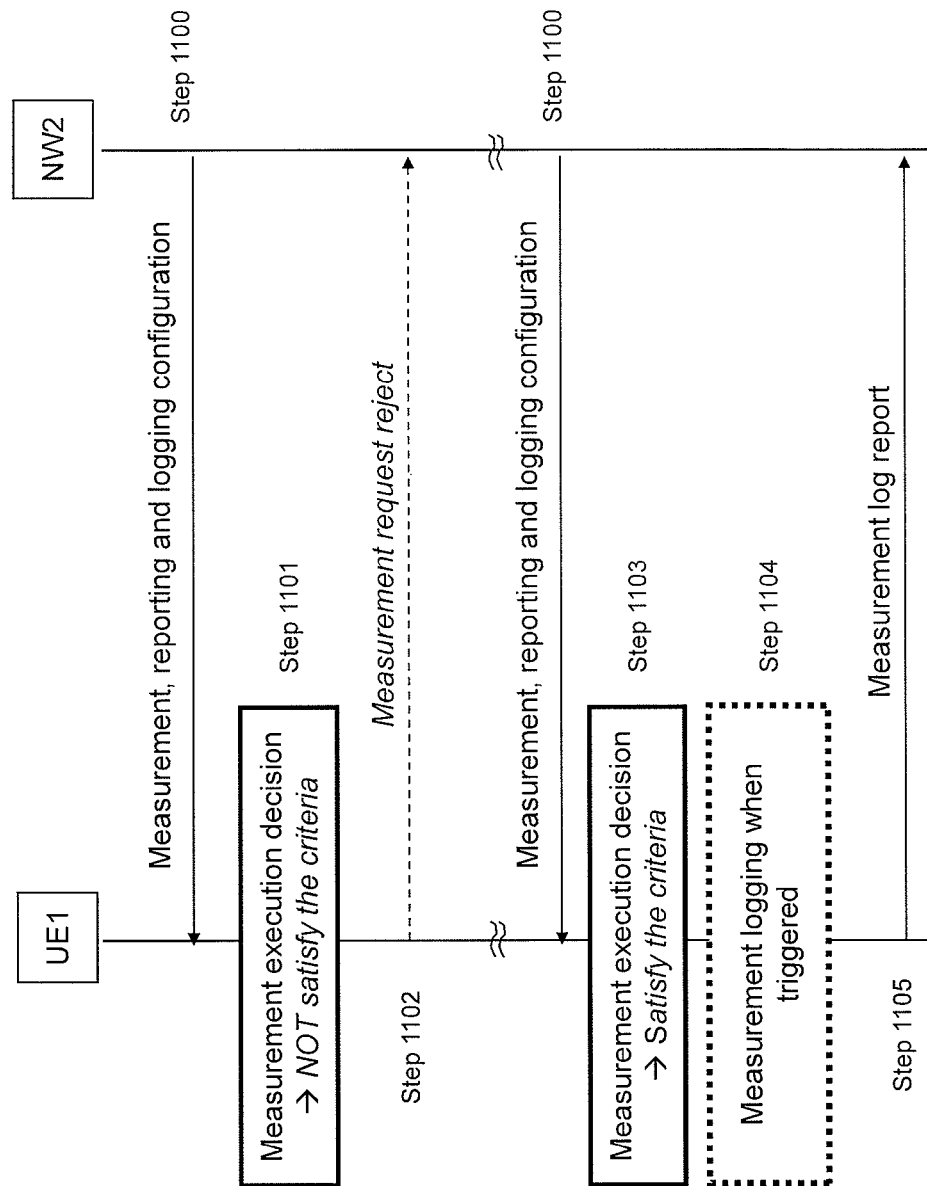 UE1
NW2
Measurement, reporting and logging configuration
Step 1100
Measurement execution decision
→ NOT satisfy the criteria
Step 1101
Measurement request reject
Step 1102
Measurement, reporting and logging configuration
Step 1100
Measurement execution decision
→ Satisfy the criteria
Step 1103
Measurement logging when
triggered
Step 1104
Measurement log report
Step 1105